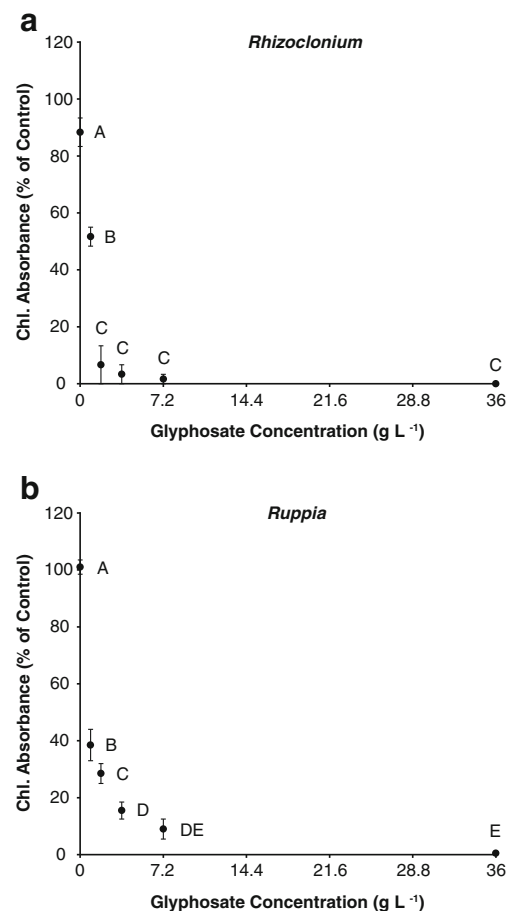 a
Rhizoclonium
Chl. Absorbance (% of Control)
120
100
80
60
40
20
0
A
B
C
C
C
C
0 7.2 14.4 21.6 28.8 36
Glyphosate Concentration (g L -1)
b
Ruppia
Chl. Absorbance (% of Control)
120
100
80
60
40
20
0
A
B
C
D
DE
E
0 7.2 14.4 21.6 28.8 36
Glyphosate Concentration (g L -1)